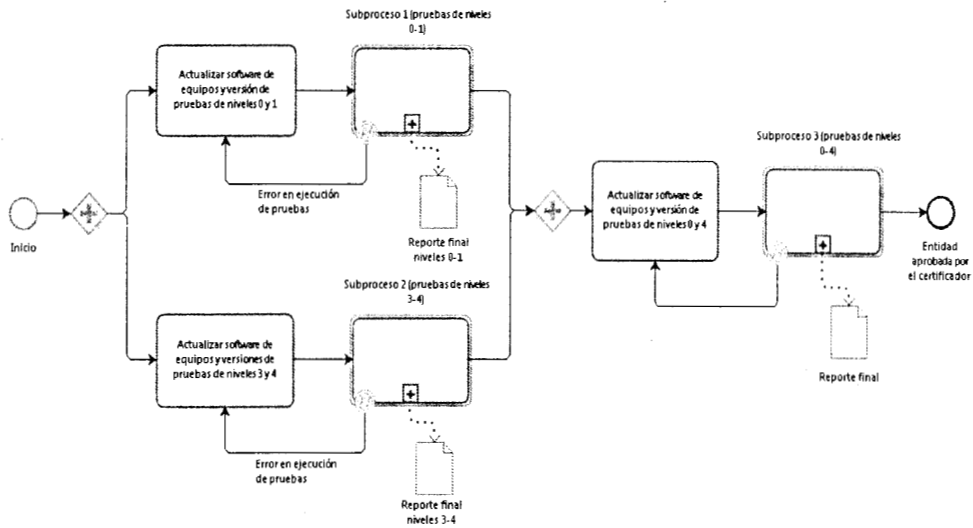 Subproceso 1 (pruebas de niveles
0-1)
Actualizar software de
equipos y versión de
pruebas de niveles 0 y 1
Error en ejecución
de pruebas
Reporte final
niveles 0-1
Inicio
Subproceso 2 (pruebas de niveles
3-4)
Actualizar software de
equipos y versiones de
pruebas de niveles 3 y 4
Error en ejecución
de pruebas
Reporte final
niveles 3-4
Subproceso 3 (pruebas de niveles
0-4)
Actualizar software de
equipos y versión de
pruebas de niveles 0 y 4
Reporte final
Entidad
aprobada por
el certificador